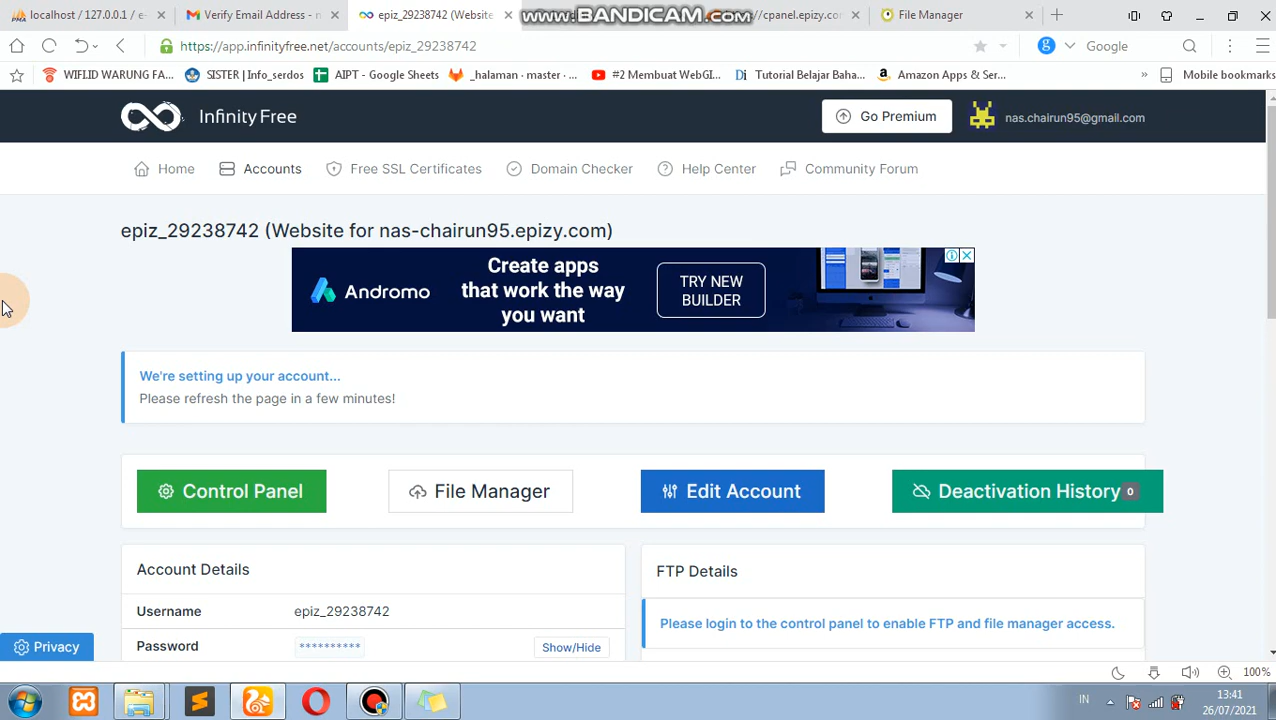 localhost / 127.0.0.1 / e-
Verify Email Address - n
epiz_29238742 (Website
WWW.BANDICAM.COM
//cpanel.epizy.com/
File Manager
https://app.infinityfree.net/accounts/epiz_29238742
Google
WIFI.ID WARUNG FA...
SISTER | Info_serdos
AIPT - Google Sheets
_halaman · master · ...
#2 Membuat WebGI...
Tutorial Belajar Baha...
Amazon Apps & Ser...
»
Mobile bookmarks
Infinity Free
Go Premium
nas.chairun95@gmail.com
Home
Accounts
Free SSL Certificates
Domain Checker
Help Center
Community Forum
epiz_29238742 (Website for nas-chairun95.epizy.com)
Andromo
Create apps
that work the way
you want
TRY NEW
BUILDER
We're setting up your account...
Please refresh the page in a few minutes!
Control Panel
File Manager
Edit Account
Deactivation History 0
Account Details
FTP Details
Username epiz_29238742
Please login to the control panel to enable FTP and file manager access.
Password ********** Show/Hide
Privacy
100%
IN
13:41
26/07/2021